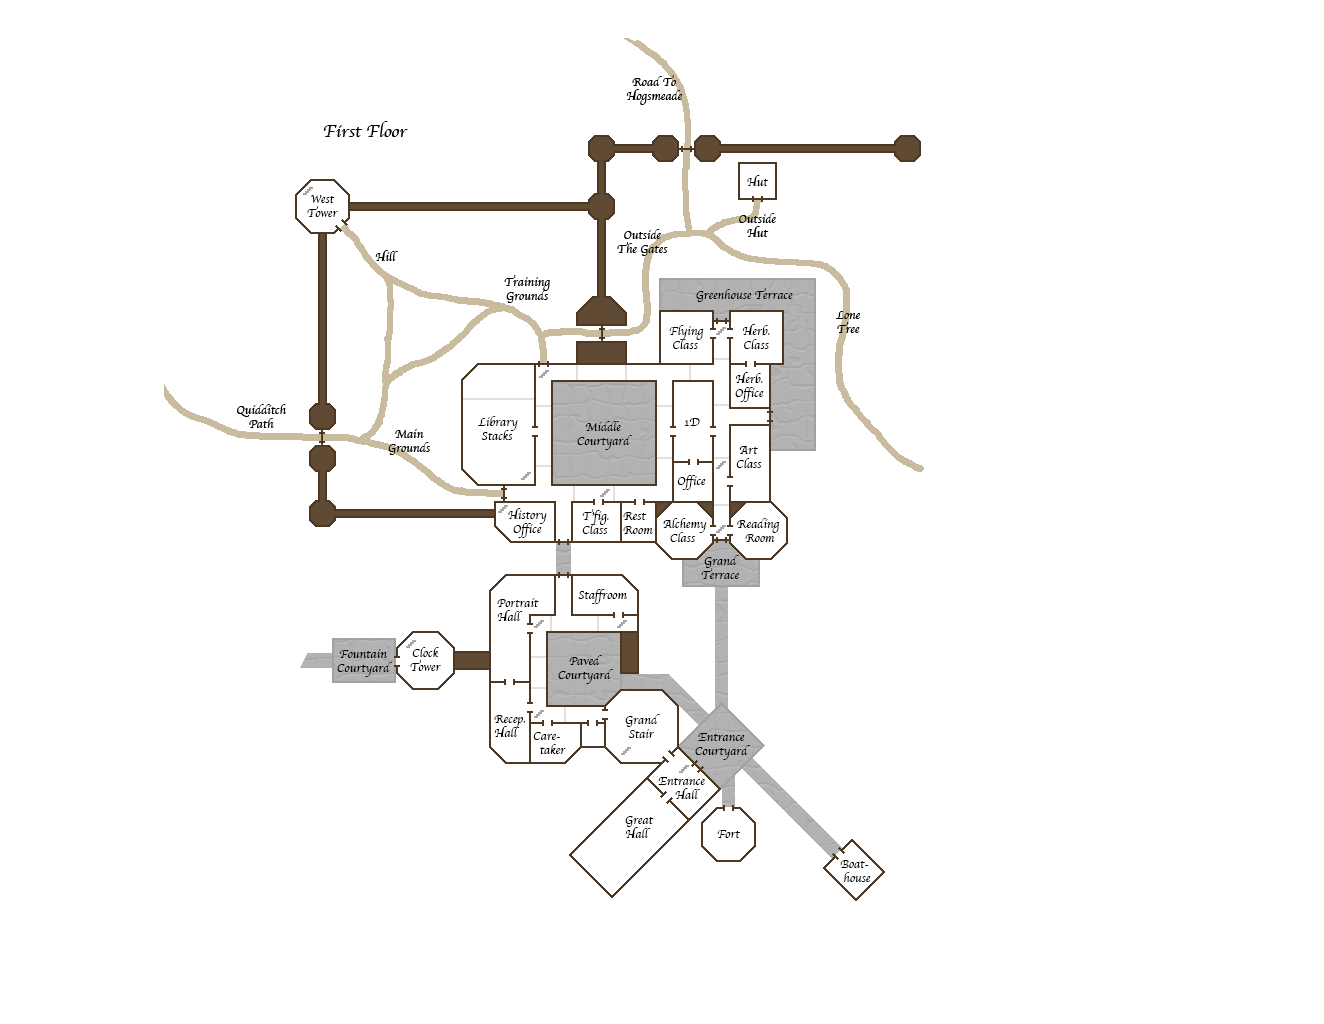 Road To
Hogsmeade
First Floor
Hut
West
Tower
Outside
Hut
Outside
The Gates
Hill
Training
Grounds
Greenhouse Terrace
Lone
Tree
Flying
Class
Herb.
Class
Herb.
Office
Quidditch
Path
Main
Grounds
Library
Stacks
Middle
Courtyard
1D
Art
Class
Office
History
Office
T'fig.
Class
Rest
Room
Alchemy
Class
Reading
Room
Grand
Terrace
Portrait
Hall
Staffroom
Fountain
Courtyard
Clock
Tower
Paved
Courtyard
Recep.
Hall
Care-
taker
Grand
Stair
Entrance
Courtyard
Entrance
Hall
Great
Hall
Fort
Boat-
house